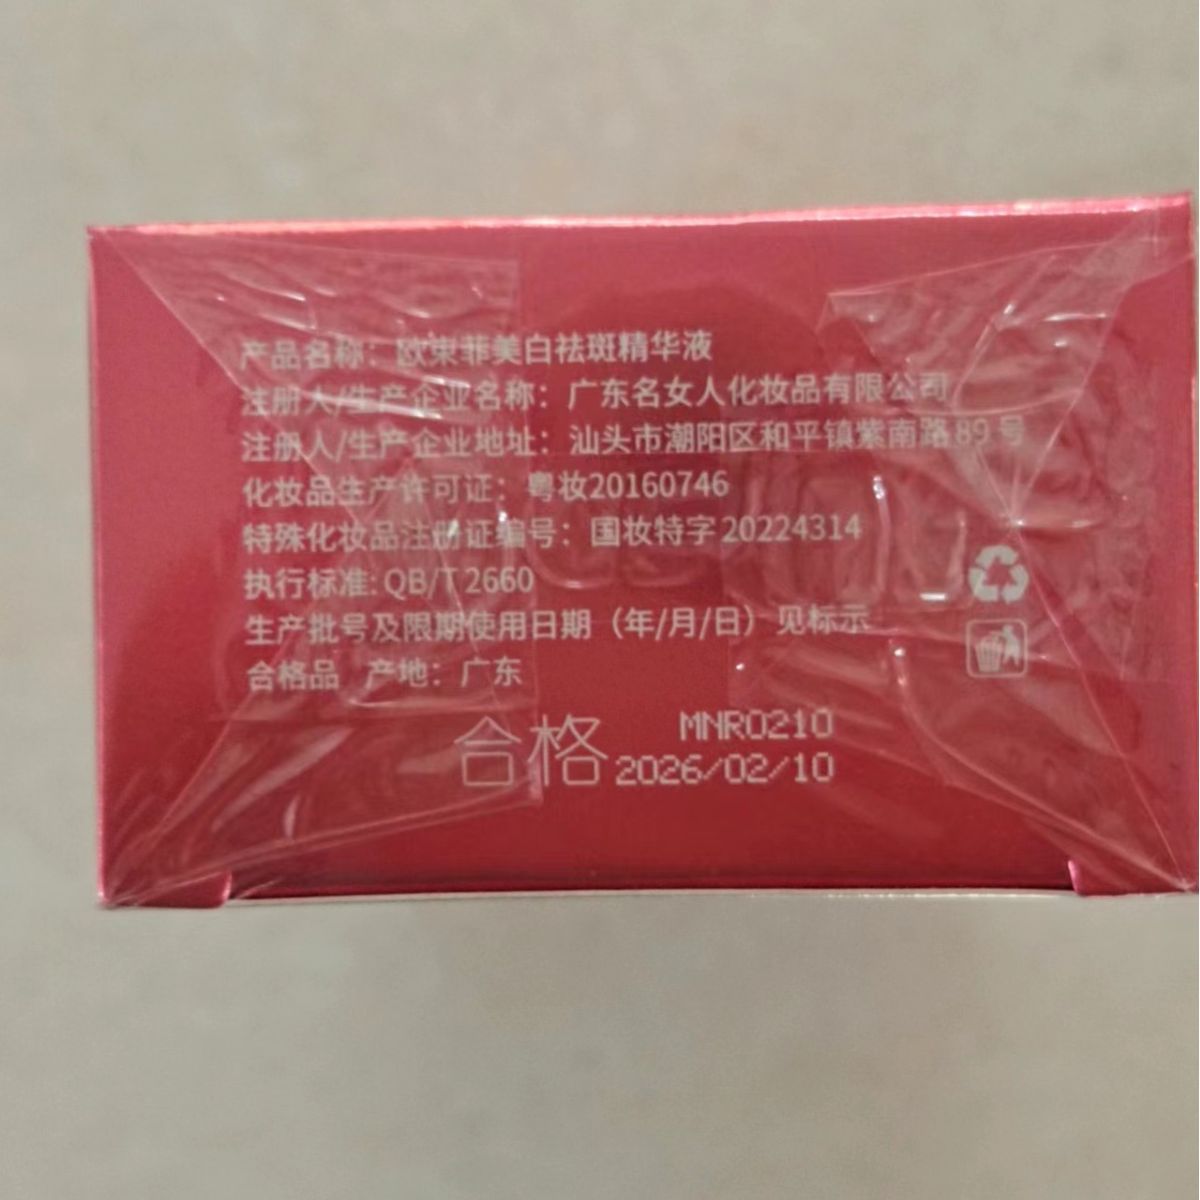 产品名称：欧束菲美白祛斑精华液
注册人/生产企业名称：广东名女人化妆品有限公司
注册人/生产企业地址：汕头市潮阳区和平镇紫南路89号
化妆品生产许可证：粤妆20160746
特殊化妆品注册证编号：国妆特字20224314
执行标准:QB/T 2660
生产批号及限期使用日期（年/月/日）见标示
合格品 产地：广东
合格 MNR0210
2026/02/10